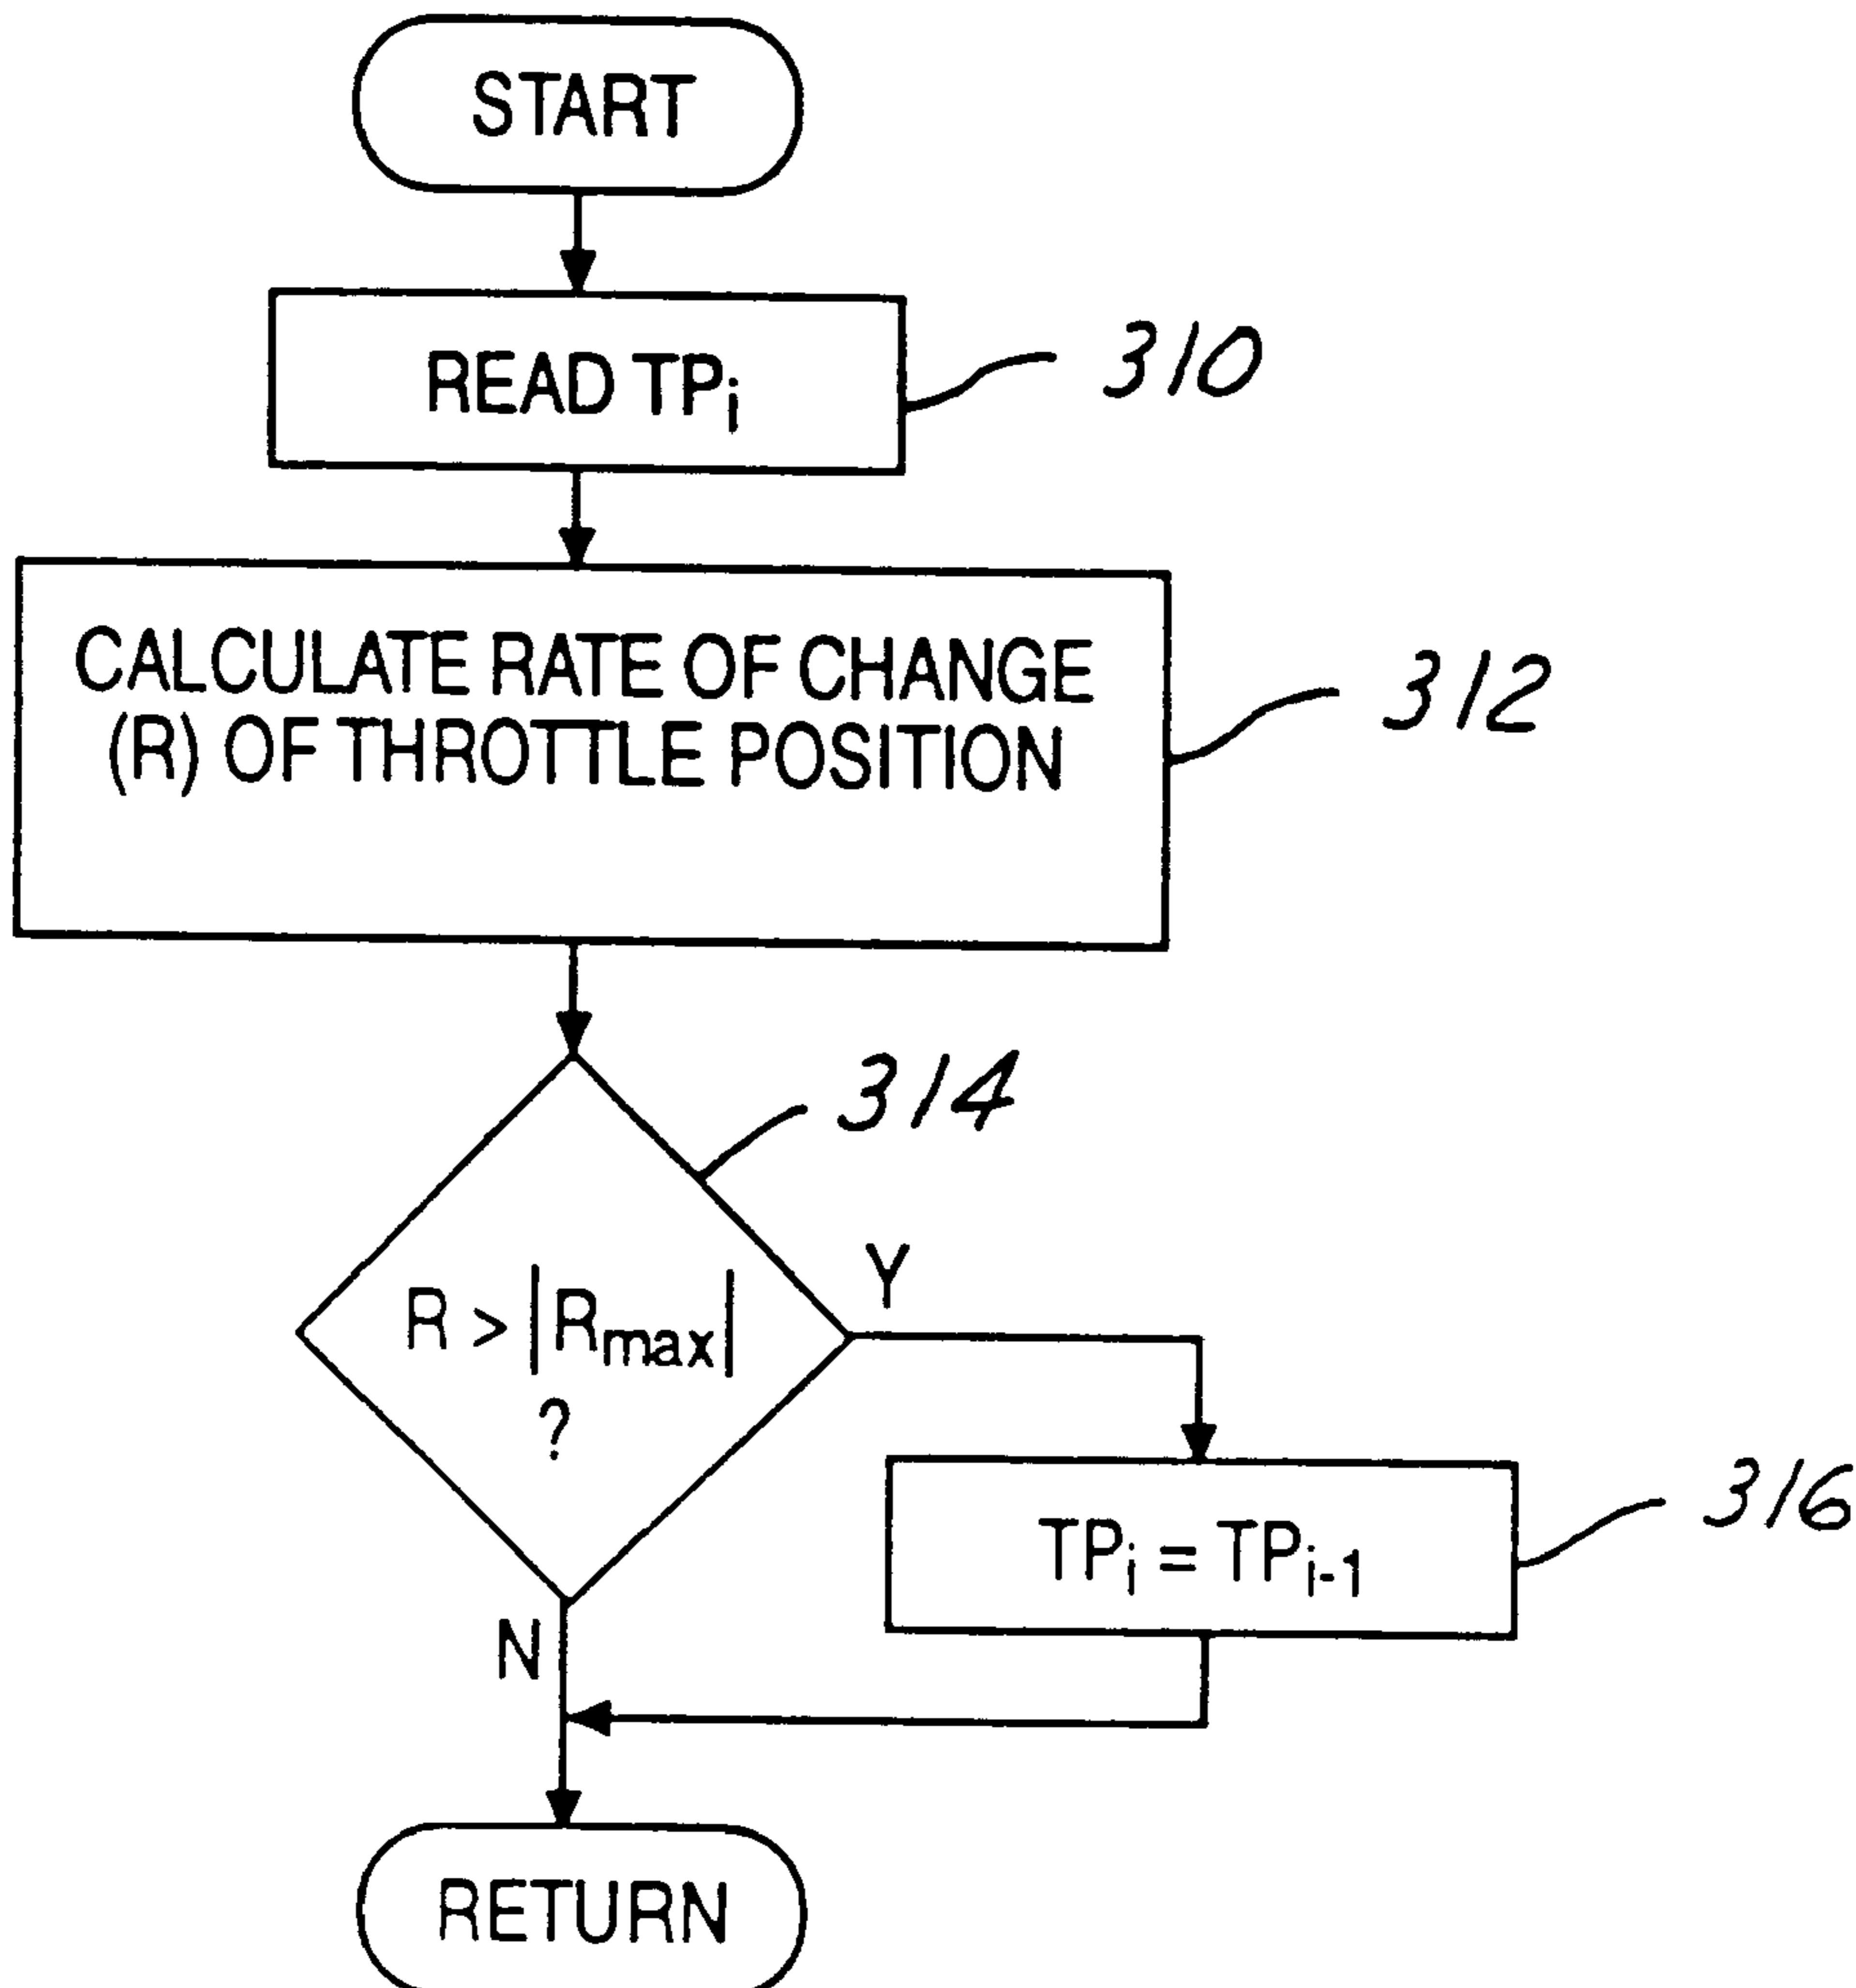 START
READ TPi
310
CALCULATE RATE OF CHANGE
(R) OF THROTTLE POSITION
312
314
R > |Rmax|
?
Y
TPi = TPi-1
316
N
RETURN